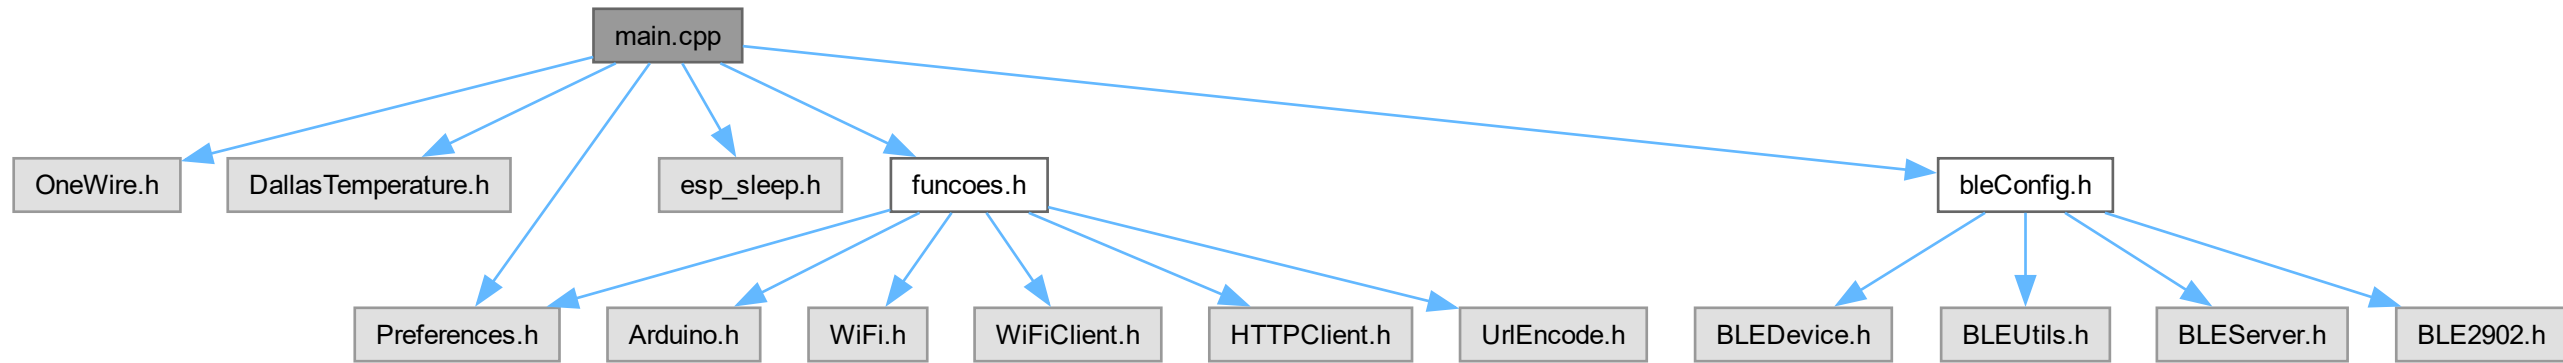 main.cpp
OneWire.h
DallasTemperature.h
esp_sleep.h
funcoes.h
bleConfig.h
Preferences.h
Arduino.h
WiFi.h
WiFiClient.h
HTTPClient.h
UrlEncode.h
BLEDevice.h
BLEUtils.h
BLEServer.h
BLE2902.h